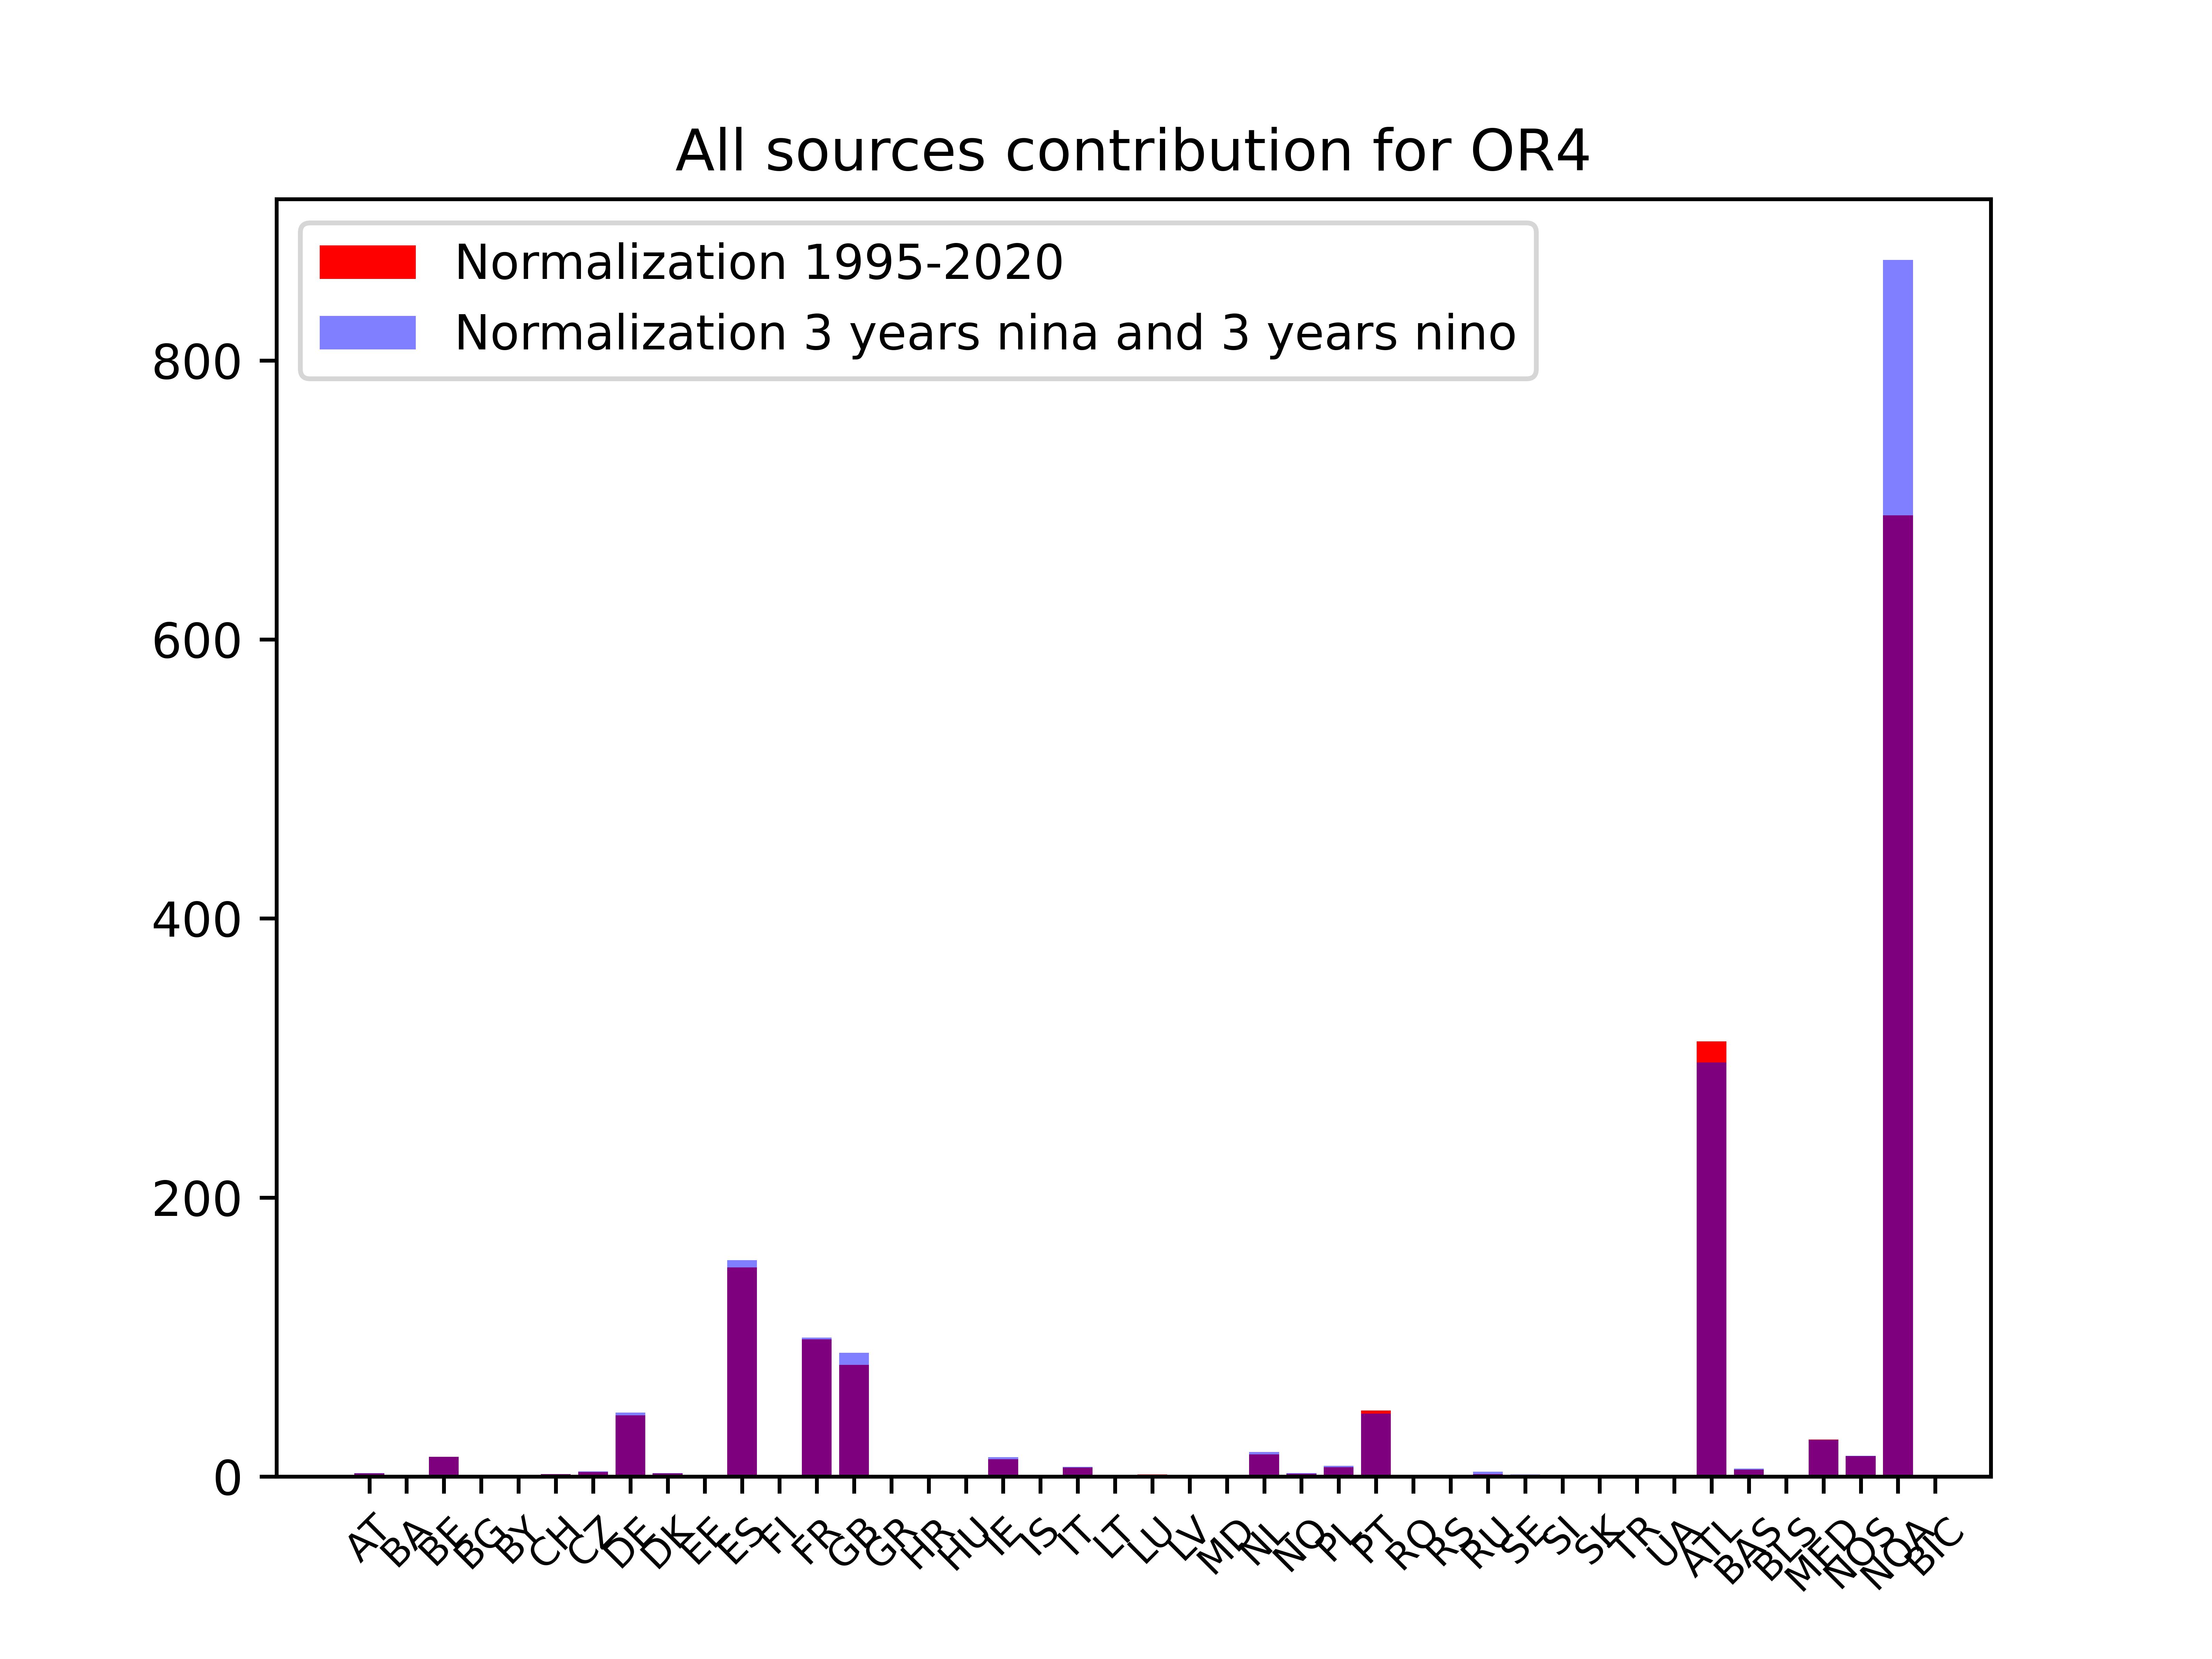 All sources contribution for OR4
Normalization 1995-2020
Normalization 3 years nina and 3 years nino
800
600
400
200
0
AT BA BE BG BY CH CZ DE DK EE ES FI FR GB GR HR HU IE IS IT LT LU LV MD NL NO PL PT RO RS RU SE SI SK TR UA ATL BAS BLS MED NOS NOA BIC